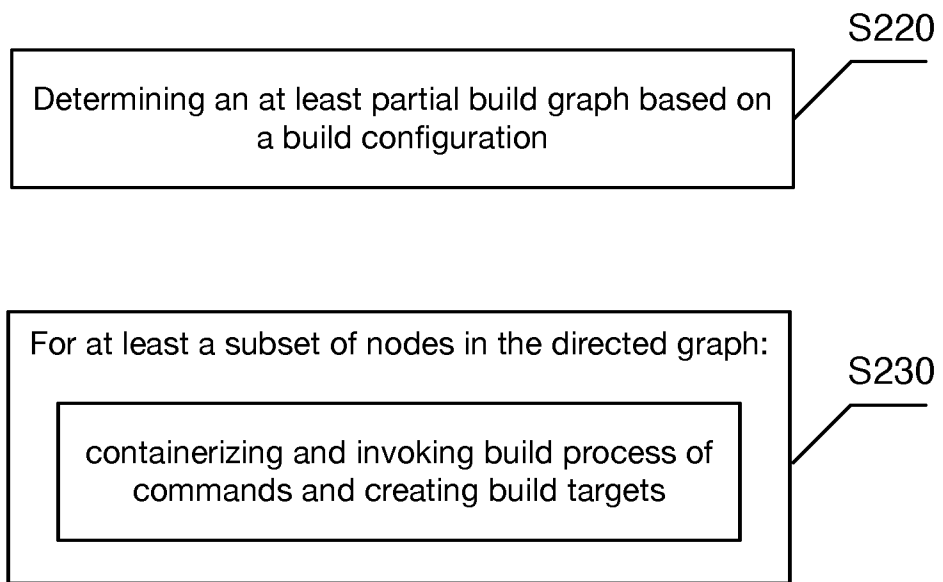 S220
Determining an at least partial build graph based on
a build configuration
For at least a subset of nodes in the directed graph:
S230
containerizing and invoking build process of
commands and creating build targets